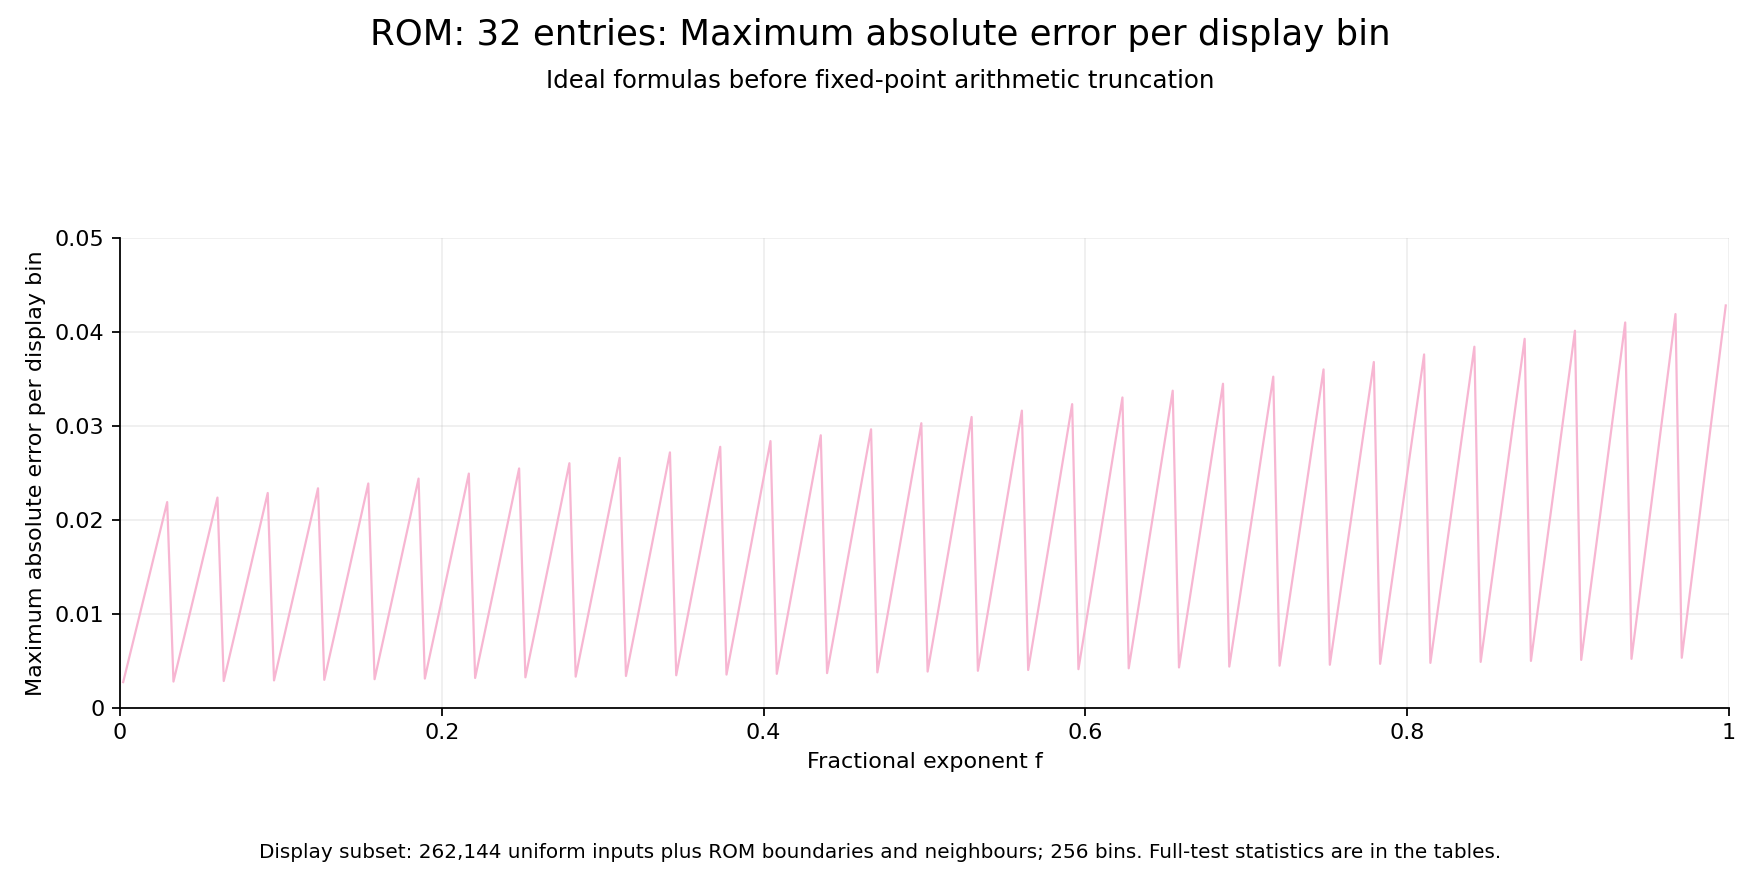 ROM: 32 entries: Maximum absolute error per display bin
Ideal formulas before fixed-point arithmetic truncation
Maximum absolute error per display bin
0.05
0.04
0.03
0.02
0.01
0
0 0.2 0.4 0.6 0.8 1
Fractional exponent f
Display subset: 262,144 uniform inputs plus ROM boundaries and neighbours; 256 bins. Full-test statistics are in the tables.